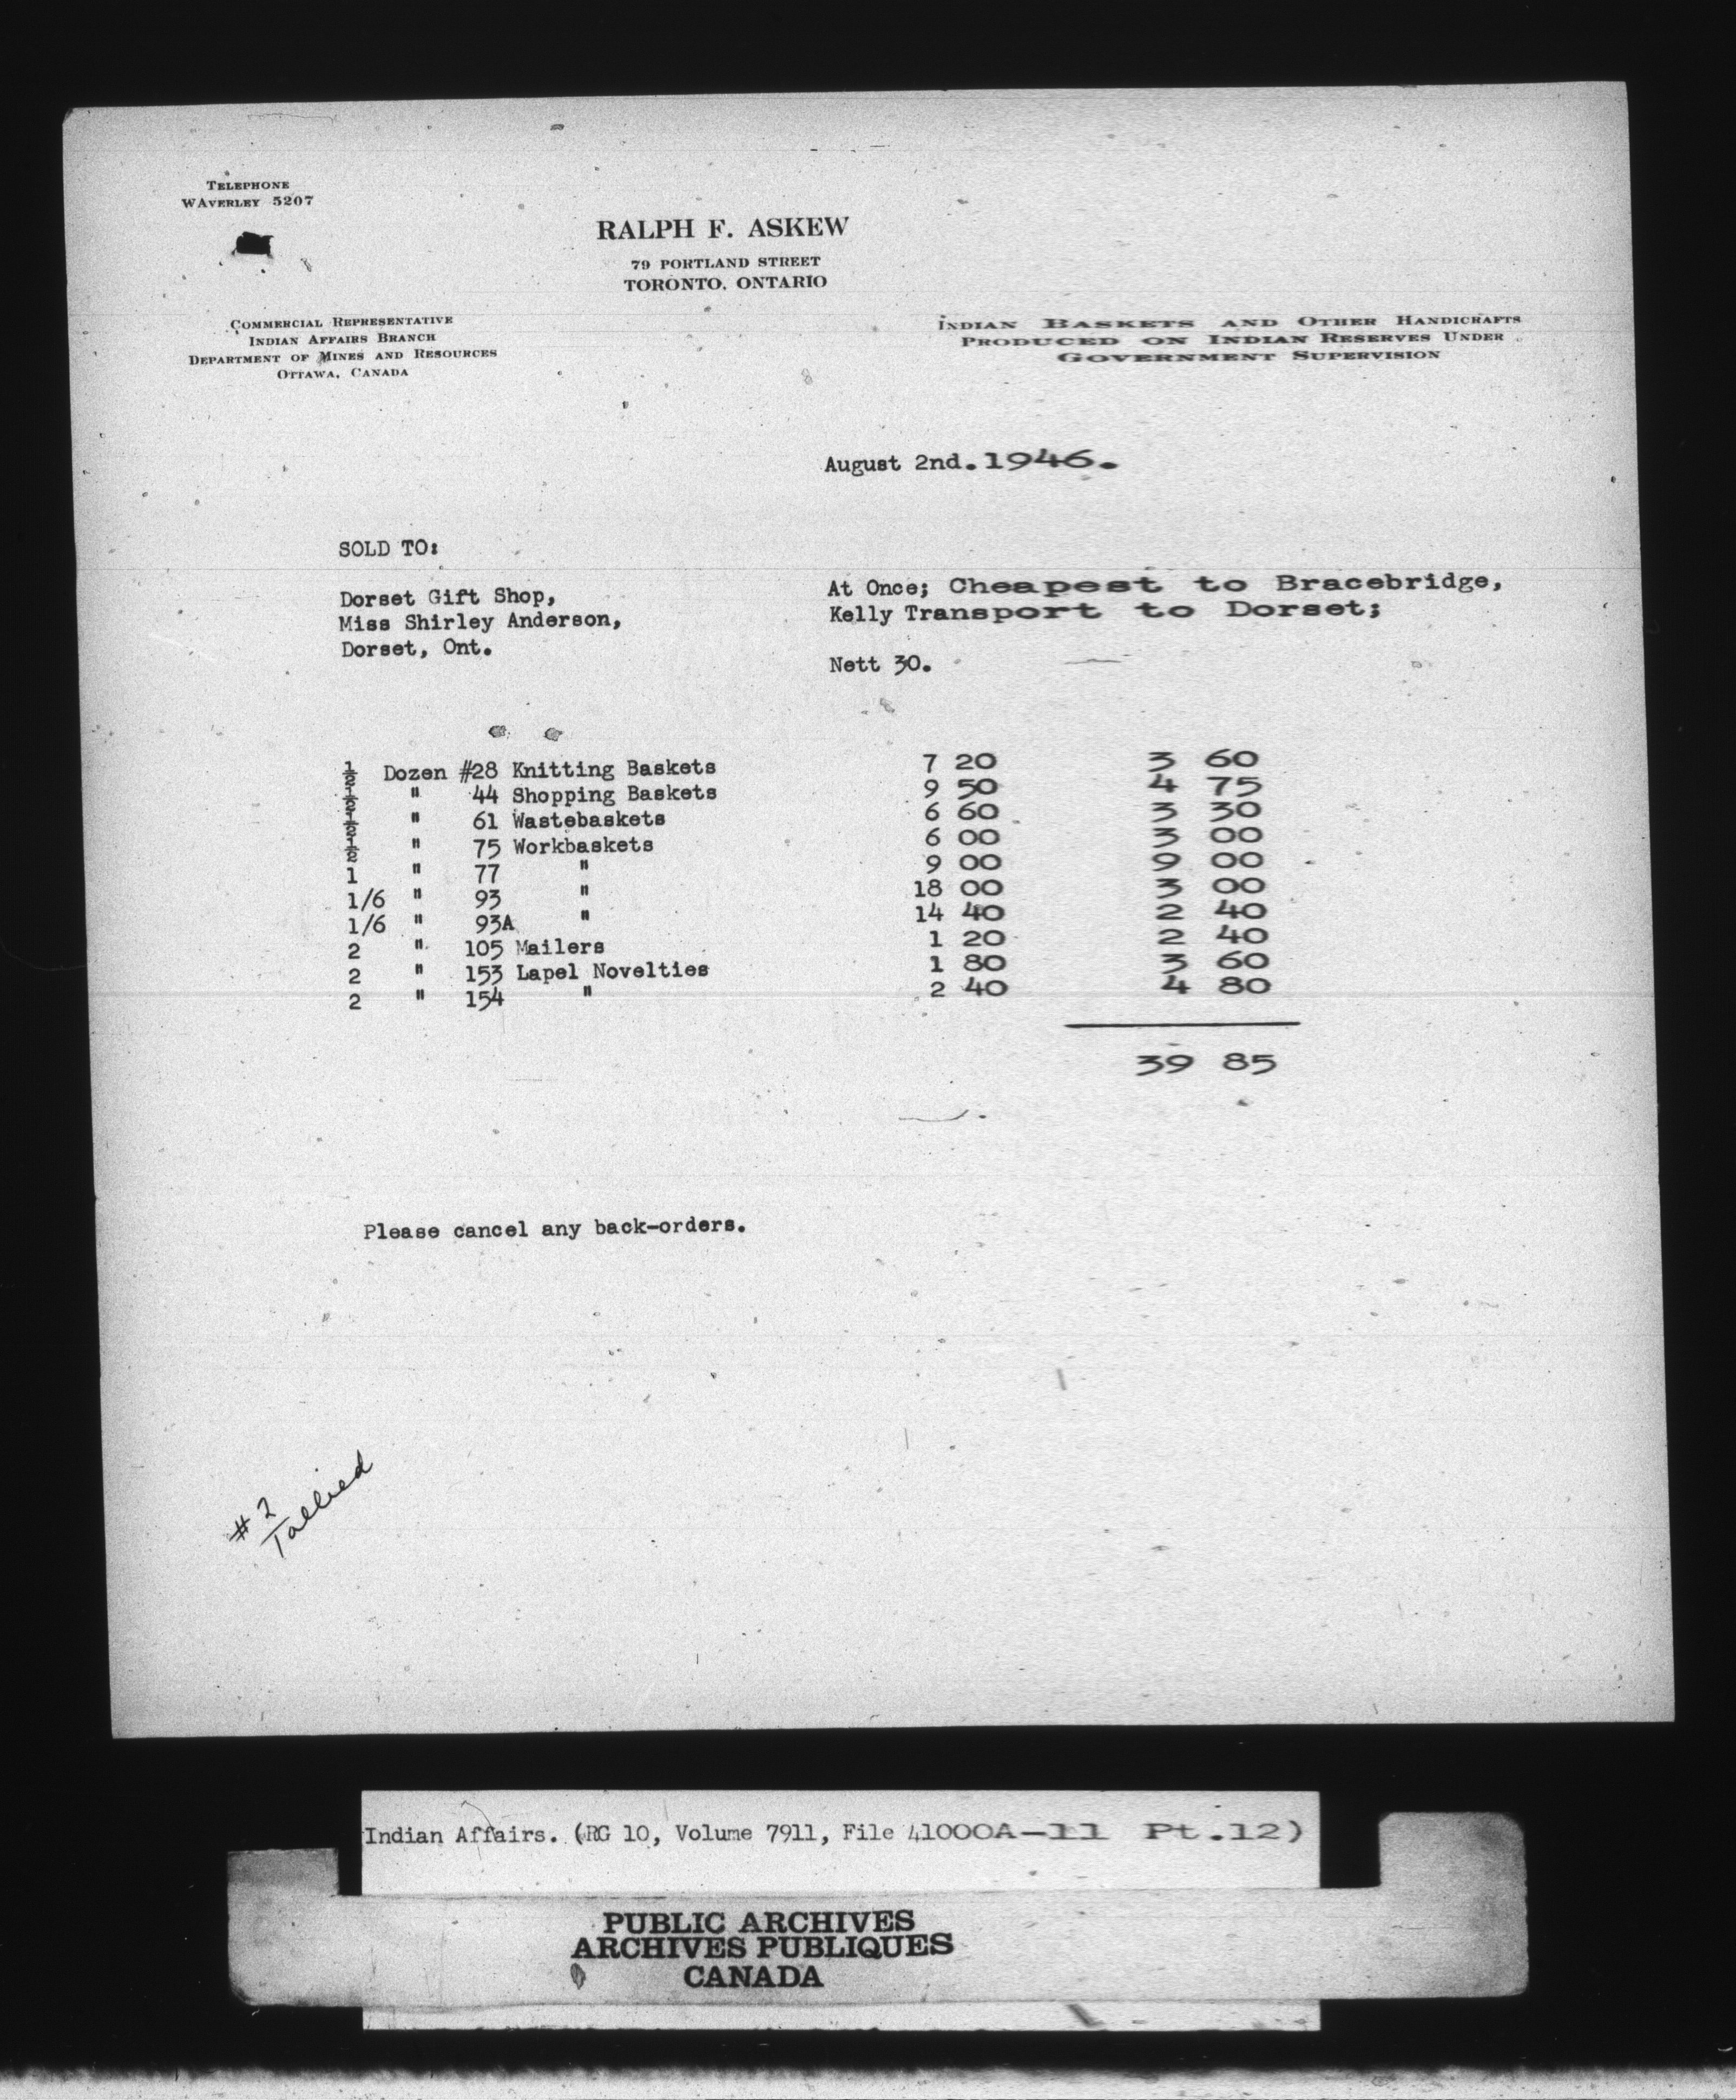 TELEPHONE
WAVERLEY 5207
RALPH F. ASKEW
79 PORTLAND STREET
TORONTO, ONTARIO
COMMERCIAL REPRESENTATIVE
INDIAN AFFAIRS BRANCH
DEPARTMENT OF MINES AND RESOURCES
OTTAWA, CANADA
INDIAN BASKETS AND OTHER HANDICRAFTS
PRODUCED ON INDIAN RESERVES UNDER
GOVERNMENT SUPERVISION
August 2nd. 1946.
SOLD TO:
Dorset Gift Shop,
Miss Shirley Anderson,
Dorset, Ont.
At Once; Cheapest to Bracebridge,
Kelly Transport to Dorset;
Nett 30.
½ Dozen #28 Knitting Baskets 7 20 3 60
½ " 44 Shopping Baskets 9 50 4 75
½ " 61 Wastebaskets 6 60 3 30
½ " 75 Workbaskets 6 00 3 00
1 " 77 " 9 00 9 00
1/6 " 93 " 18 00 3 00
1/6 " 93A " 14 40 2 40
2 " 105 Mailers 1 20 2 40
2 " 153 Lapel Novelties 1 80 3 60
2 " 154 " 2 40 4 80
39 85
Please cancel any back-orders.
# 2
Tallied
Indian Affairs. (RG 10, Volume 7911, File 41000A-11 Pt.12)
PUBLIC ARCHIVES
ARCHIVES PUBLIQUES
CANADA